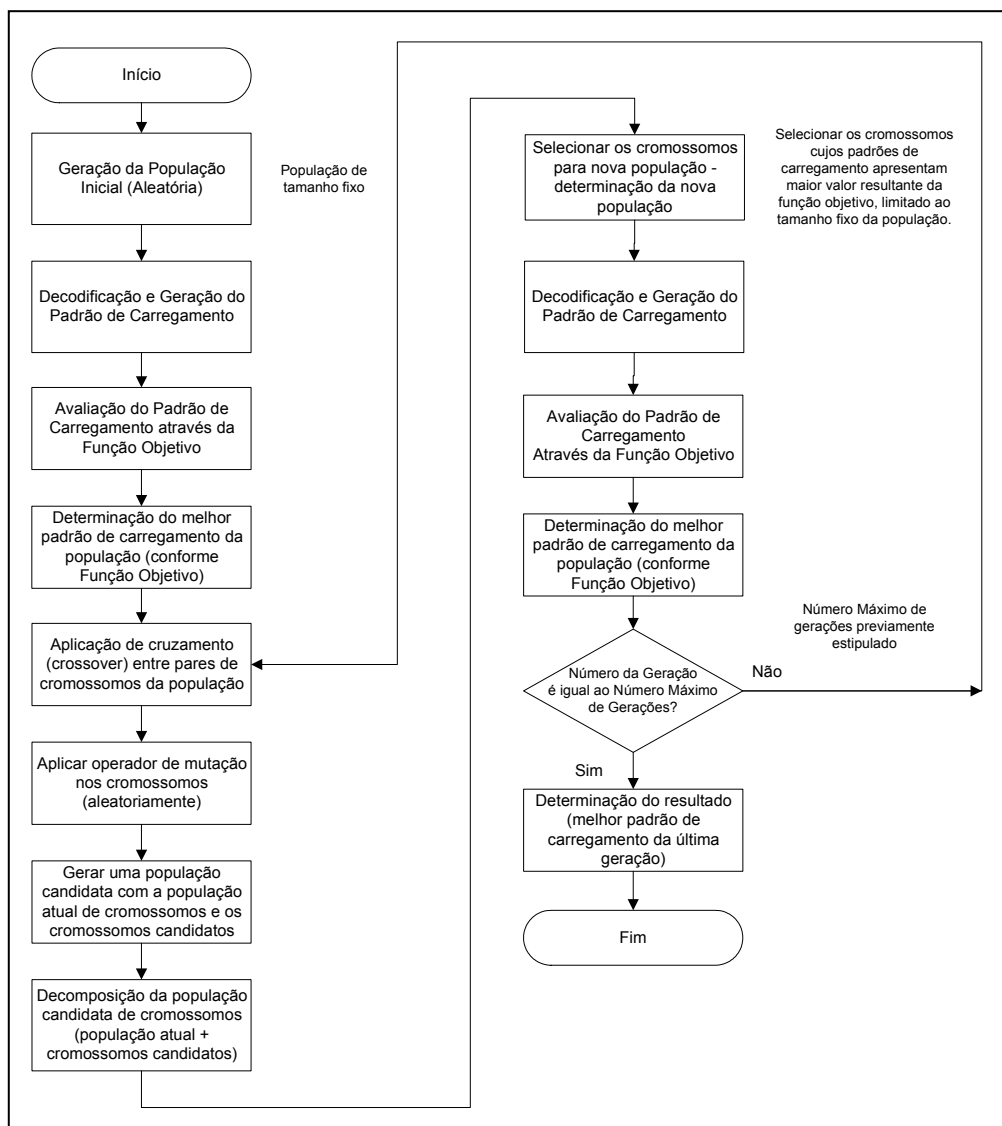 Início
Geração da População
Inicial (Aleatória)
População de
tamanho fixo
Decodificação e Geração do
Padrão de Carregamento
Avaliação do Padrão de
Carregamento através da
Função Objetivo
Determinação do melhor
padrão de carregamento da
população (conforme
Função Objetivo)
Aplicação de cruzamento
(crossover) entre pares de
cromossomos da população
Aplicar operador de mutação
nos cromossomos
(aleatoriamente)
Gerar uma população
candidata com a população
atual de cromossomos e os
cromossomos candidatos
Decomposição da população
candidata de cromossomos
(população atual +
cromossomos candidatos)
Selecionar os cromossomos
para nova população -
determinação da nova
população
Selecionar os cromossomos
cujos padrões de
carregamento apresentam
maior valor resultante da
função objetivo, limitado ao
tamanho fixo da população.
Decodificação e Geração do
Padrão de Carregamento
Avaliação do Padrão de
Carregamento
Através da Função Objetivo
Determinação do melhor
padrão de carregamento da
população (conforme
Função Objetivo)
Número Máximo de
gerações previamente
estipulado
Número da Geração
é igual ao Número Máximo
de Gerações?
Não
Sim
Determinação do resultado
(melhor padrão de
carregamento da última
geração)
Fim